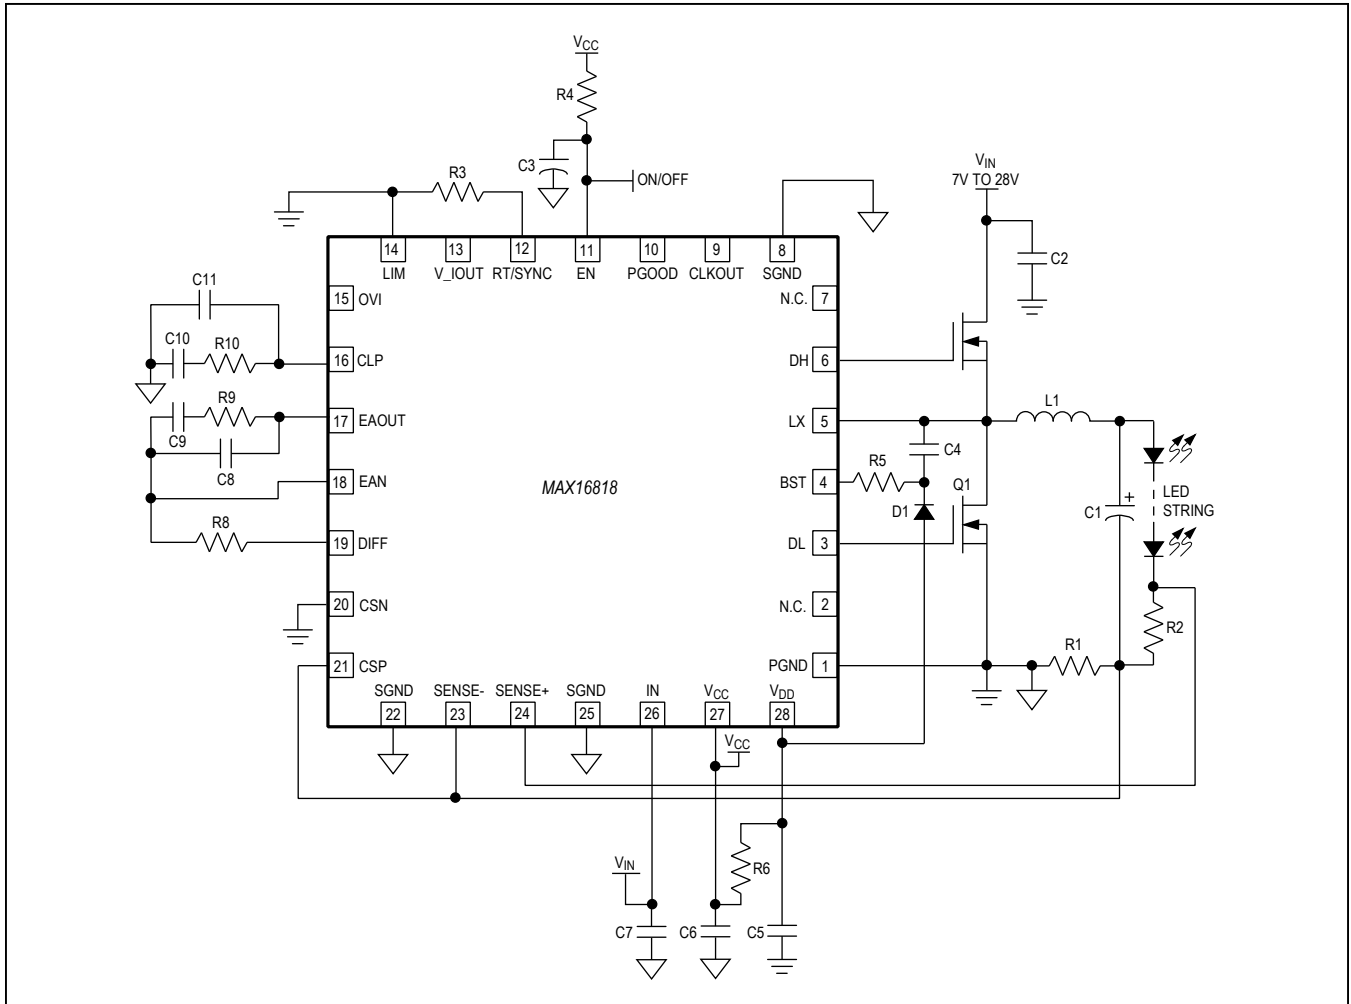 VCC
R4
C3
ON/OFF
R3
VIN
7V TO 28V
C2
14
13
12
11
10
9
8
LIM
V_IOUT
RT/SYNC
EN
PGOOD
CLKOUT
SGND
C11
15 OVI
N.C. 7
C10
R10
16 CLP
DH 6
C9
R9
17 EAOUT
LX 5
L1
C8
C4
R5
18 EAN
MAX16818
BST 4
D1
Q1
C1
+
LED
STRING
R8
19 DIFF
DL 3
20 CSN
N.C. 2
R2
21 CSP
PGND 1
R1
SGND
SENSE-
SENSE+
SGND
IN
VCC
VDD
22
23
24
25
26
27
28
VCC
R6
VIN
C7
C6
C5